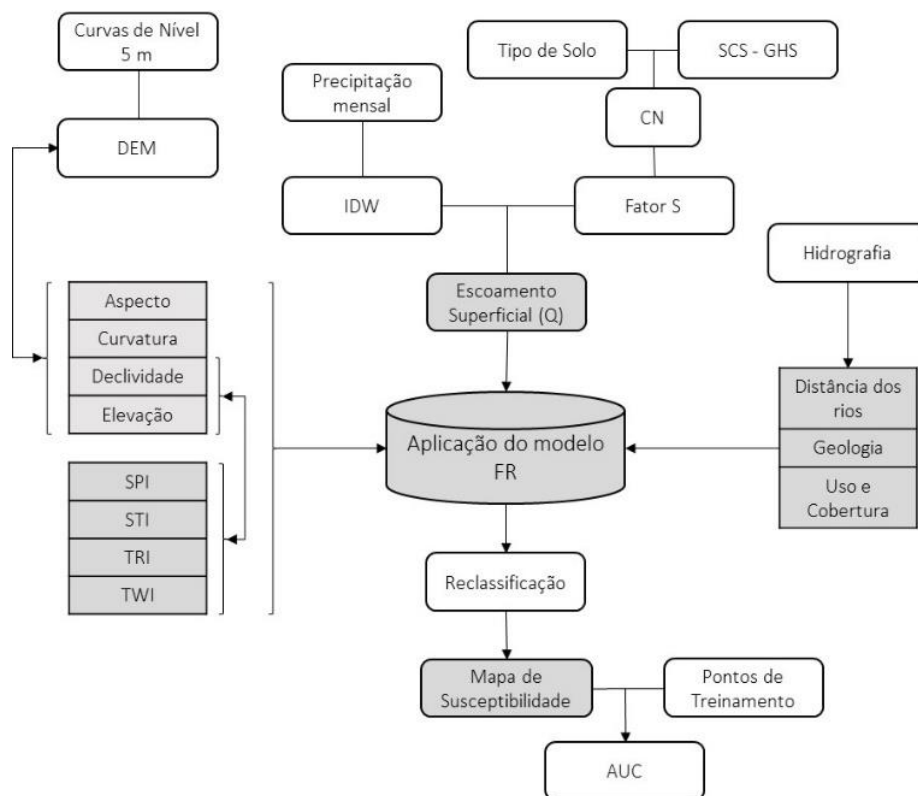 Curvas de Nível
5 m
Tipo de Solo
SCS - GHS
Precipitação
mensal
CN
DEM
IDW
Fator S
Hidrografia
Escoamento
Superficial (Q)
Aspecto
Curvatura
Declividade
Elevação
Distância dos
rios
Geologia
Uso e
Cobertura
Aplicação do modelo
FR
SPI
STI
TRI
TWI
Reclassificação
Mapa de
Susceptibilidade
Pontos de
Treinamento
AUC